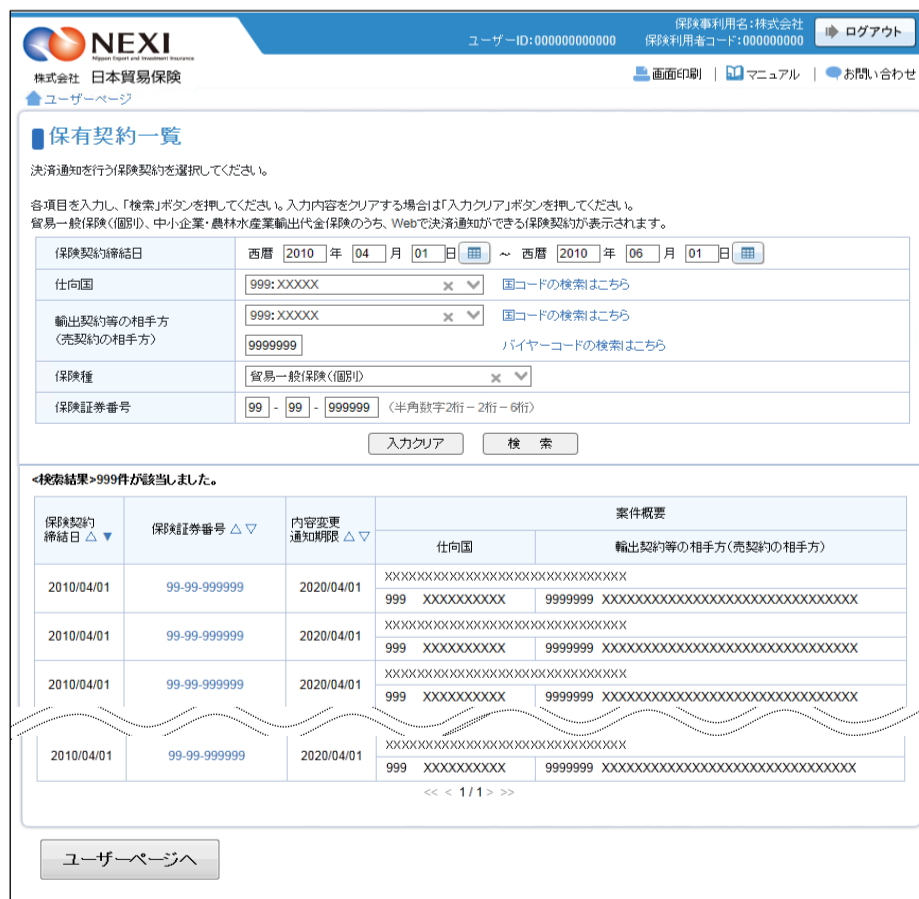 保険事利用名:株式会社
ユーザーID:000000000000 保険利用者コード:000000000 ログアウト
NEXI
Nippon Export and Investment Insurance
株式会社 日本貿易保険
画面印刷 | マニュアル | お問い合わせ
ユーザーページ
保有契約一覧
決済通知を行う保険契約を選択してください。
各項目を入力し、「検索」ボタンを押してください。入力内容をクリアする場合は「入力クリア」ボタンを押してください。
貿易一般保険(個別)、中小企業・農林水産業輸出代金保険のうち、Webで決済通知ができる保険契約が表示されます。
保険契約締結日 西暦 2010 年 04 月 01 日 ~ 西暦 2010 年 06 月 01 日
仕向国 999:XXXXX 国コードの検索はこちら
輸出契約等の相手方 999:XXXXX 国コードの検索はこちら
(売契約の相手方) 9999999 バイヤーコードの検索はこちら
保険種 貿易一般保険(個別)
保険証券番号 99 - 99 - 999999 (半角数字2桁-2桁-6桁)
入力クリア 検 索
<検索結果>999件が該当しました。
保険契約
締結日 △ ▼ 保険証券番号 △ ▽ 内容変更
通知期限 △ ▽ 案件概要
仕向国 輸出契約等の相手方(売契約の相手方)
XXXXXXXXXXXXXXXXXXXXXXXXXXXXXX
2010/04/01 99-99-999999 2020/04/01
999 XXXXXXXXXX 9999999 XXXXXXXXXXXXXXXXXXXXXXXXXXXXXX
XXXXXXXXXXXXXXXXXXXXXXXXXXXXXX
2010/04/01 99-99-999999 2020/04/01
999 XXXXXXXXXX 9999999 XXXXXXXXXXXXXXXXXXXXXXXXXXXXXX
XXXXXXXXXXXXXXXXXXXXXXXXXXXXXX
2010/04/01 99-99-999999 2020/04/01
999 XXXXXXXXXX 9999999 XXXXXXXXXXXXXXXXXXXXXXXXXXXXXX
XXXXXXXXXXXXXXXXXXXXXXXXXXXXXX
2010/04/01 99-99-999999 2020/04/01
999 XXXXXXXXXX 9999999 XXXXXXXXXXXXXXXXXXXXXXXXXXXXXX
<< < 1 / 1 > >>
ユーザーページへ